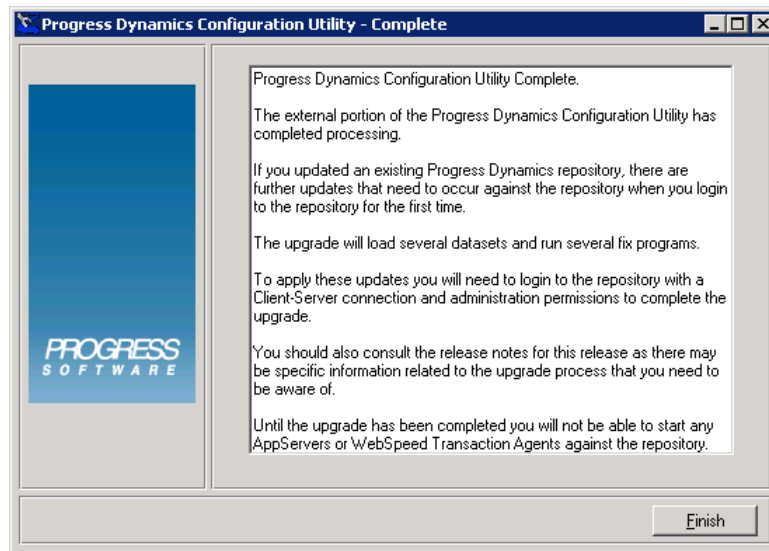 Progress Dynamics Configuration Utility - Complete
Progress Dynamics Configuration Utility Complete.
The external portion of the Progress Dynamics Configuration Utility has
completed processing.
If you updated an existing Progress Dynamics repository, there are
further updates that need to occur against the repository when you login
to the repository for the first time.
The upgrade will load several datasets and run several fix programs.
To apply these updates you will need to login to the repository with a
Client-Server connection and administration permissions to complete the
upgrade.
You should also consult the release notes for this release as there may
be specific information related to the upgrade process that you need to
be aware of.
Until the upgrade has been completed you will not be able to start any
AppServers or WebSpeed Transaction Agents against the repository.
PROGRESS
SOFTWARE
Finish